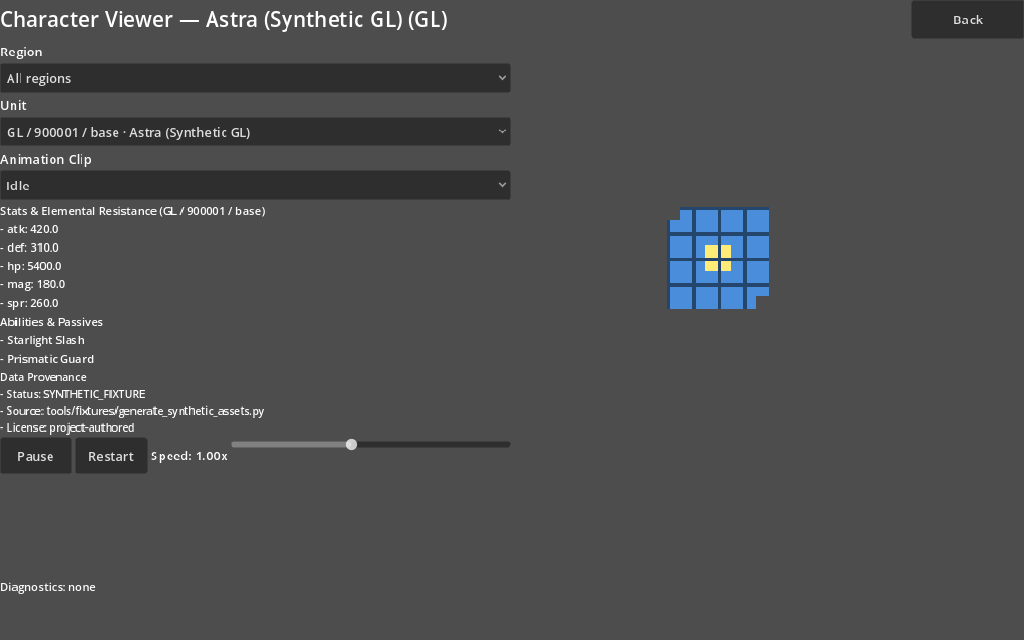 Character Viewer — Astra (Synthetic GL) (GL)
Back
Region
All regions
Unit
GL / 900001 / base · Astra (Synthetic GL)
Animation Clip
Idle
Stats & Elemental Resistance (GL / 900001 / base)
- atk: 420.0
- def: 310.0
- hp: 5400.0
- mag: 180.0
- spr: 260.0
Abilities & Passives
- Starlight Slash
- Prismatic Guard
Data Provenance
- Status: SYNTHETIC_FIXTURE
- Source: tools/fixtures/generate_synthetic_assets.py
- License: project-authored
Pause Restart Speed: 1.00x
Diagnostics: none